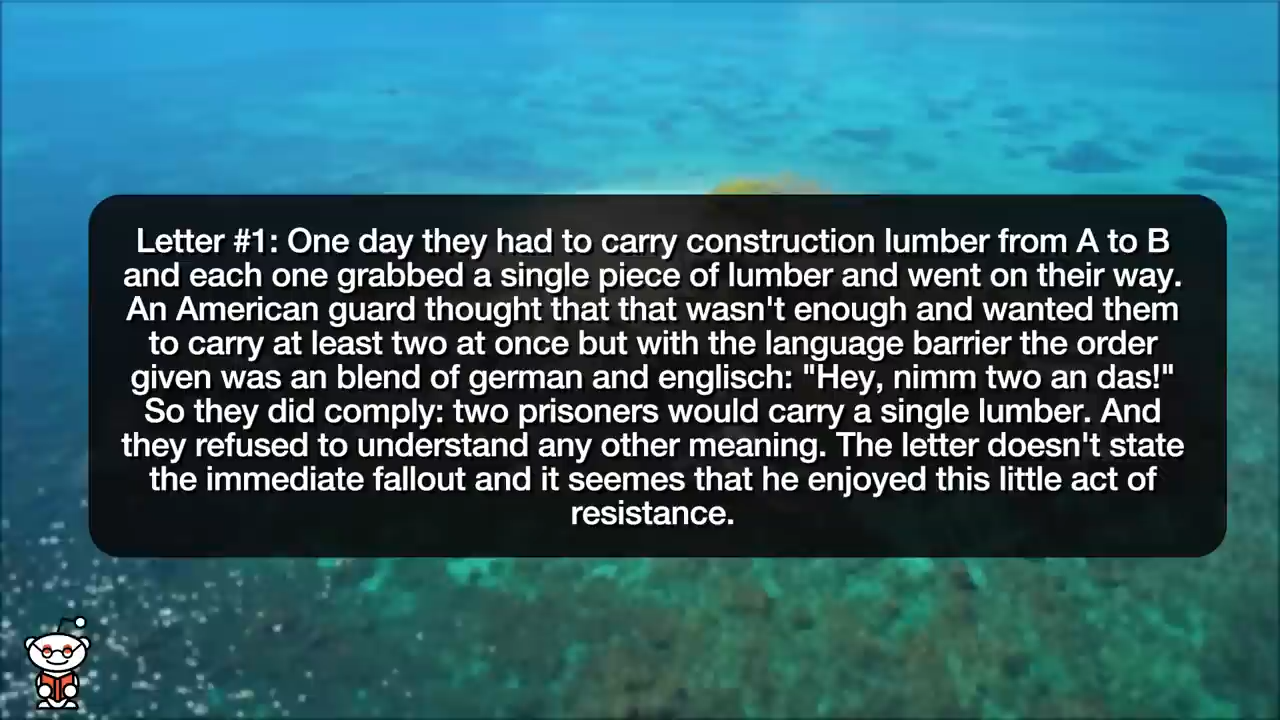 Letter #1: One day they had to carry construction lumber from A to B
and each one grabbed a single piece of lumber and went on their way.
An American guard thought that that wasn't enough and wanted them
to carry at least two at once but with the language barrier the order
given was an blend of german and englisch: "Hey, nimm two an das!"
So they did comply: two prisoners would carry a single lumber. And
they refused to understand any other meaning. The letter doesn't state
the immediate fallout and it seemes that he enjoyed this little act of
resistance.